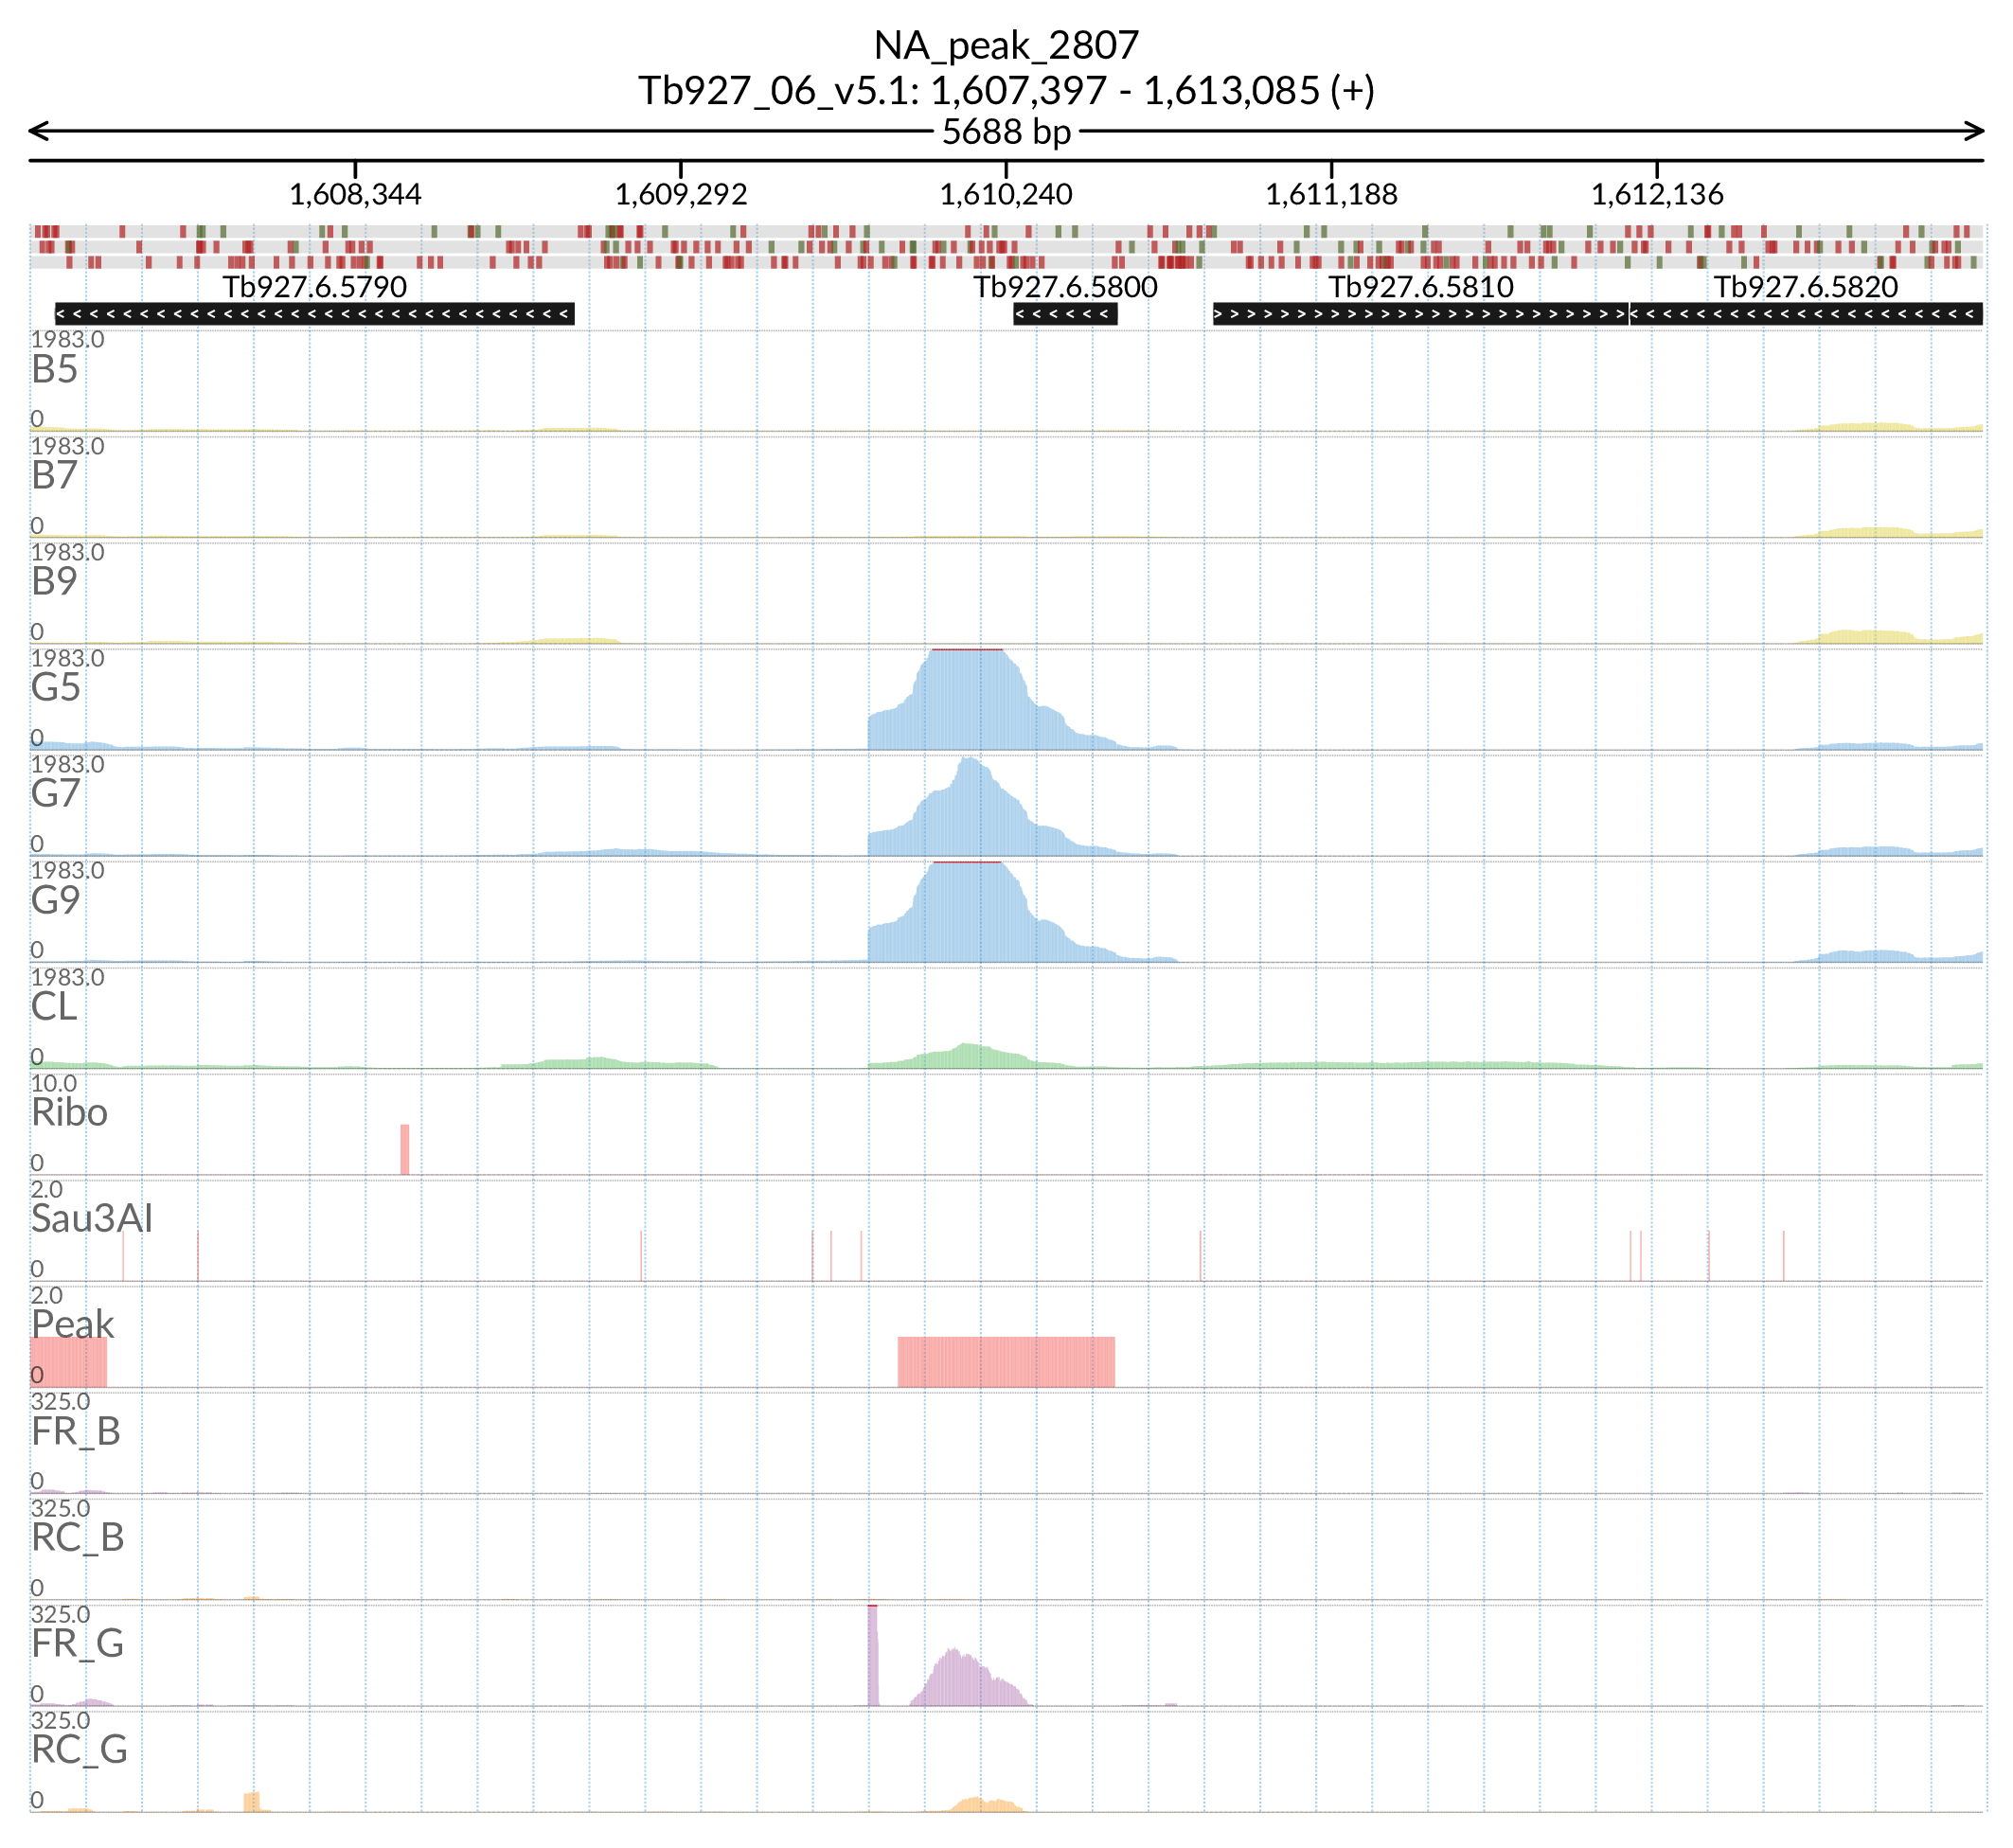 NA_peak_2807
Tb927_06_v5.1: 1,607,397 - 1,613,085 (+)
5688 bp
1,608,344 1,609,292 1,610,240 1,611,188 1,612,136
Tb927.6.5790 Tb927.6.5800 Tb927.6.5810 Tb927.6.5820
1983.0
B5
0
1983.0
B7
0
1983.0
B9
0
1983.0
G5
0
1983.0
G7
0
1983.0
G9
0
1983.0
CL
0
10.0
Ribo
0
2.0
Sau3AI
0
2.0
Peak
0
325.0
FR_B
0
325.0
RC_B
0
325.0
FR_G
0
325.0
RC_G
0